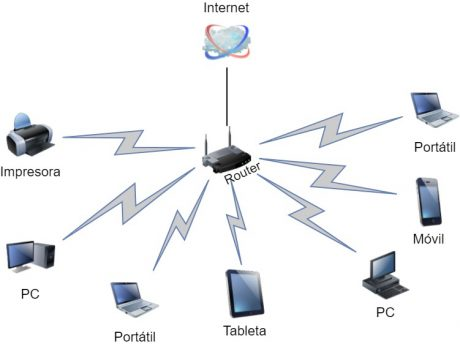 Internet
Portátil
Impresora
Router
Móvil
PC
PC
Portátil
Tableta